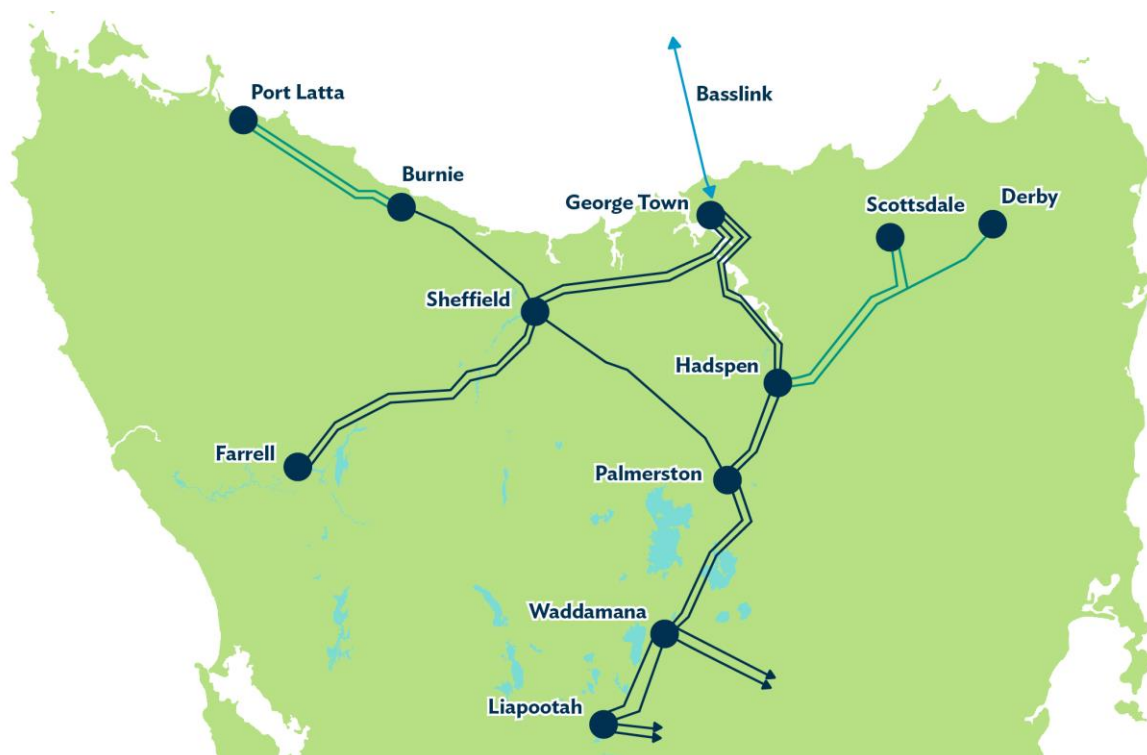 Port Latta
Basslink
Burnie
George Town
Scottsdale
Derby
Sheffield
Hadspen
Farrell
Palmerston
Waddamana
Liapootah